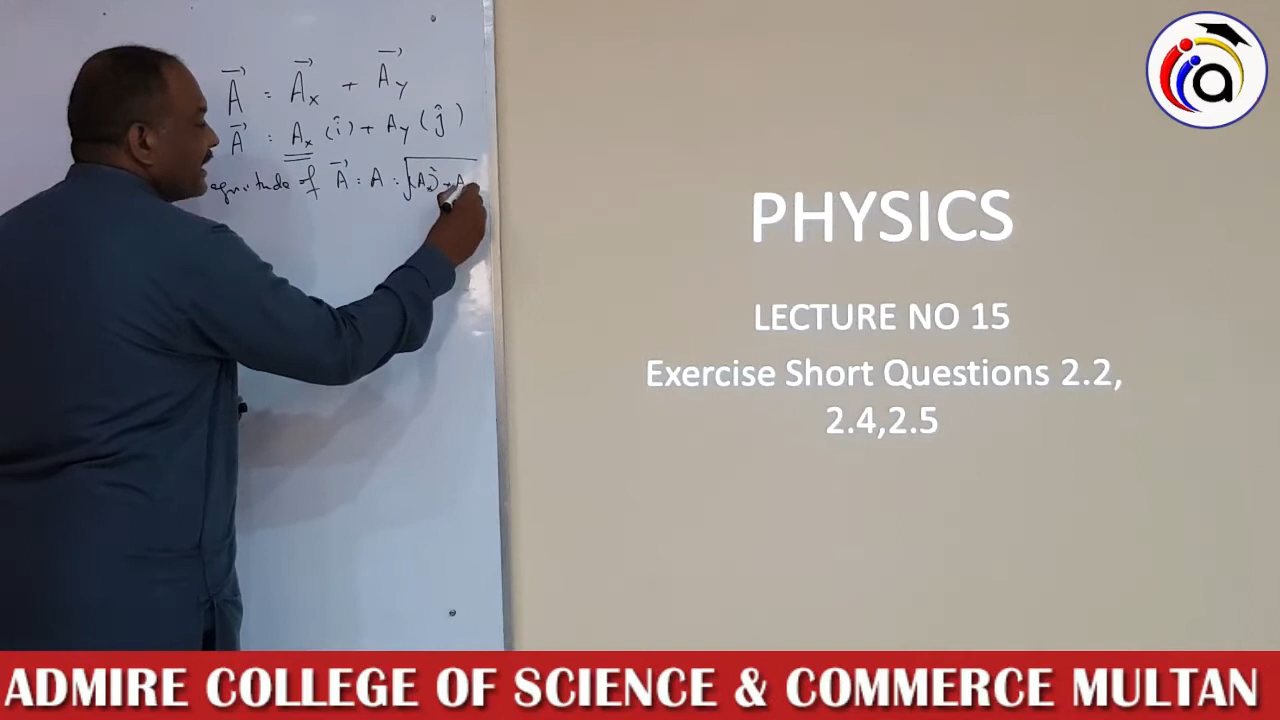 A⃗ = A⃗x + A⃗y
A⃗ = Ax (î) + Ay (ĵ)
agnitude of A⃗ = A = √(Ax)² + A
a
PHYSICS
LECTURE NO 15
Exercise Short Questions 2.2,
2.4,2.5
ADMIRE COLLEGE OF SCIENCE & COMMERCE MULTAN